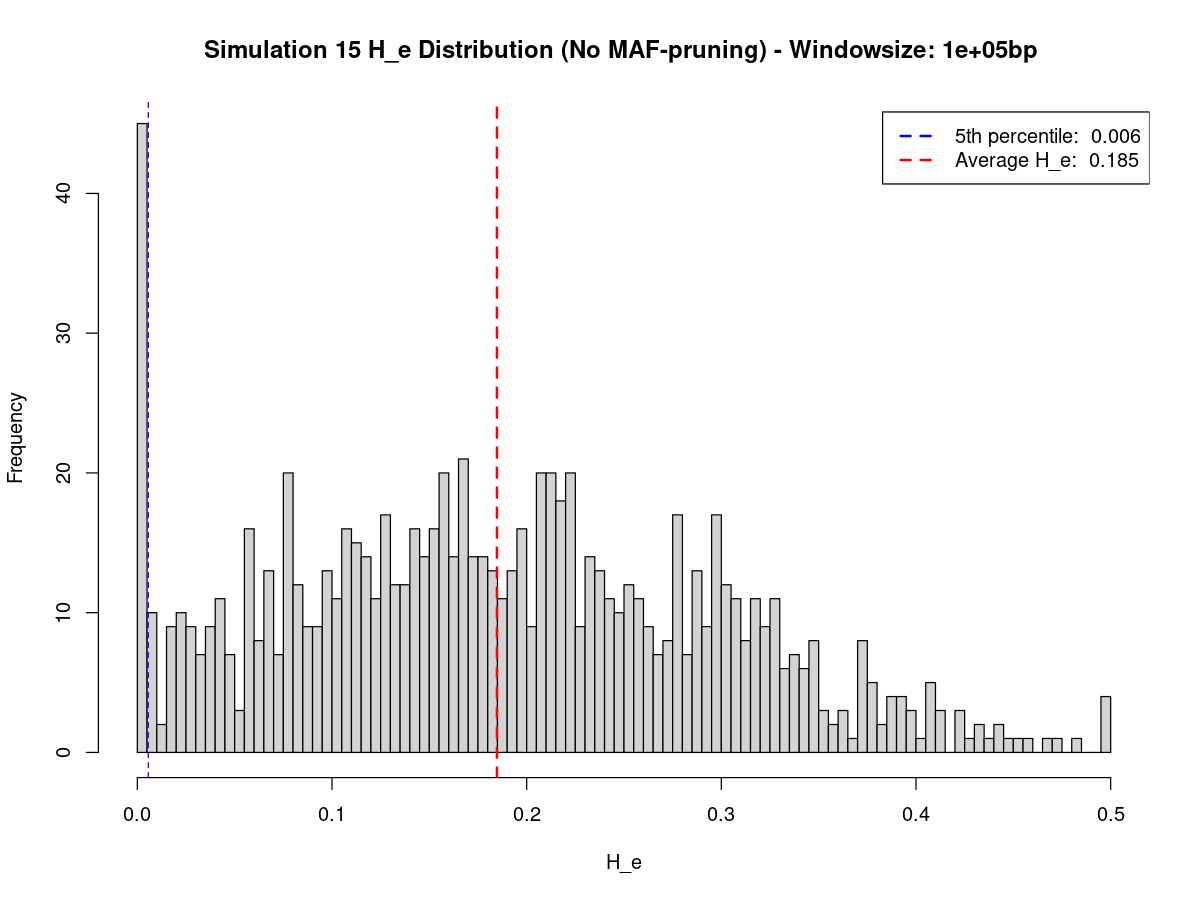 Simulation 15 H_e Distribution (No MAF-pruning) - Windowsize: 1e+05bp
5th percentile: 0.006
Average H_e: 0.185
Frequency
40
30
20
10
0
0.0 0.1 0.2 0.3 0.4 0.5
H_e